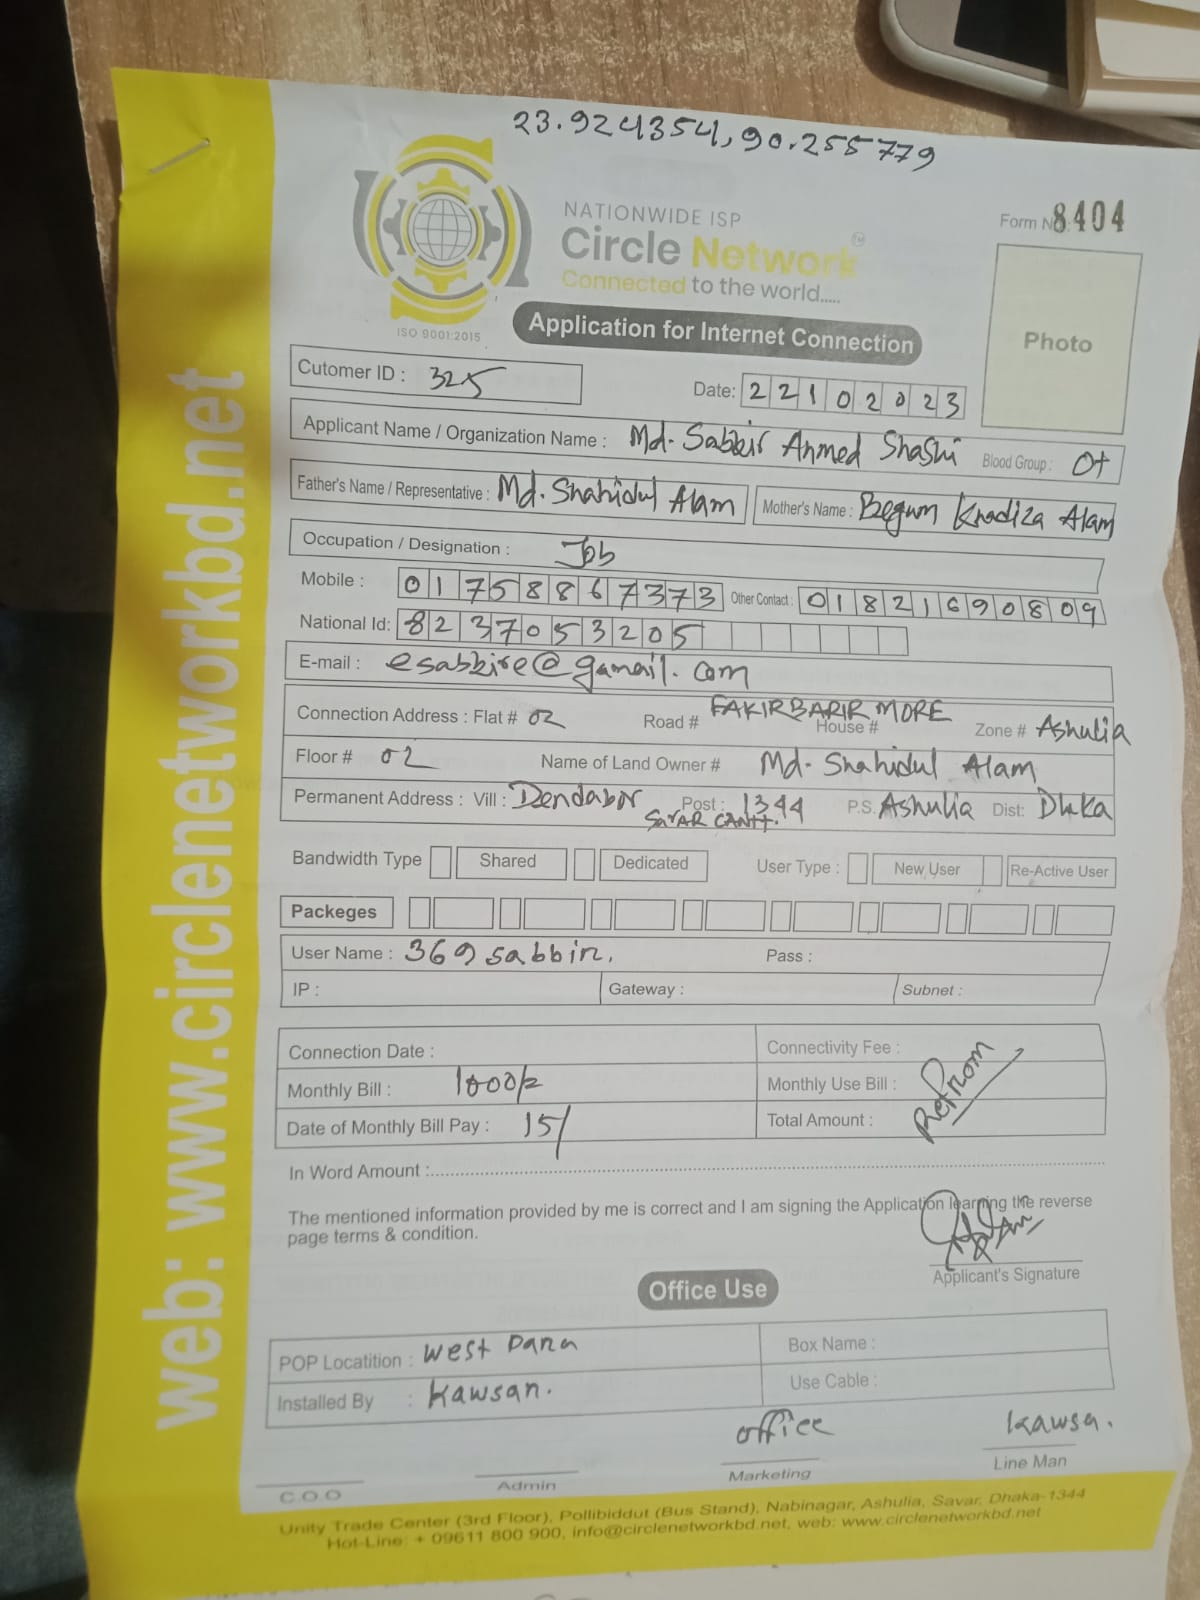 23.924354, 90.255779
NATIONWIDE ISP
Circle Network TM
Connected to the world.....
ISO 9001:2015
Form No 8404
Photo
Application for Internet Connection
Cutomer ID : 325
Date: 22102023
Applicant Name / Organization Name : Md. Sabbir Ahmed Shashi Blood Group : O+
Father's Name / Representative : Md. Shahidul Alam Mother's Name : Begum Khadiza Alam
Occupation / Designation : Job
Mobile : 01758867373 Other Contact : 01821690809
National Id: 8237053205
E-mail : esabbire@gamail.com
Connection Address : Flat # 02 Road # FAKIRBARIR MORE House # Zone # Ashulia
Floor # 02 Name of Land Owner # Md. Shahidul Alam
Permanent Address : Vill : Dendabor Post : 1344 SavAR CANTT. P.S. Ashulia Dist: Dhka
Bandwidth Type Shared Dedicated User Type : New User Re-Active User
Packeges
User Name : 369sabbir. Pass :
IP : Gateway : Subnet :
Connection Date : Connectivity Fee :
Monthly Bill : 1000/= Monthly Use Bill :
Date of Monthly Bill Pay : 15/ Total Amount :
In Word Amount :
The mentioned information provided by me is correct and I am signing the Application learning the reverse
page terms & condition.
Applicant's Signature
Office Use
POP Locatition : West Para Box Name :
Installed By : Kawsar. Use Cable :
office kawsa.
C.O.O Admin Marketing Line Man
Unity Trade Center (3rd Floor), Pollibiddut (Bus Stand), Nabinagar, Ashulia, Savar, Dhaka-1344
Hot-Line: + 09611 800 900, info@circlenetworkbd.net, web: www.circlenetworkbd.net
web: www.circlenetworkbd.net